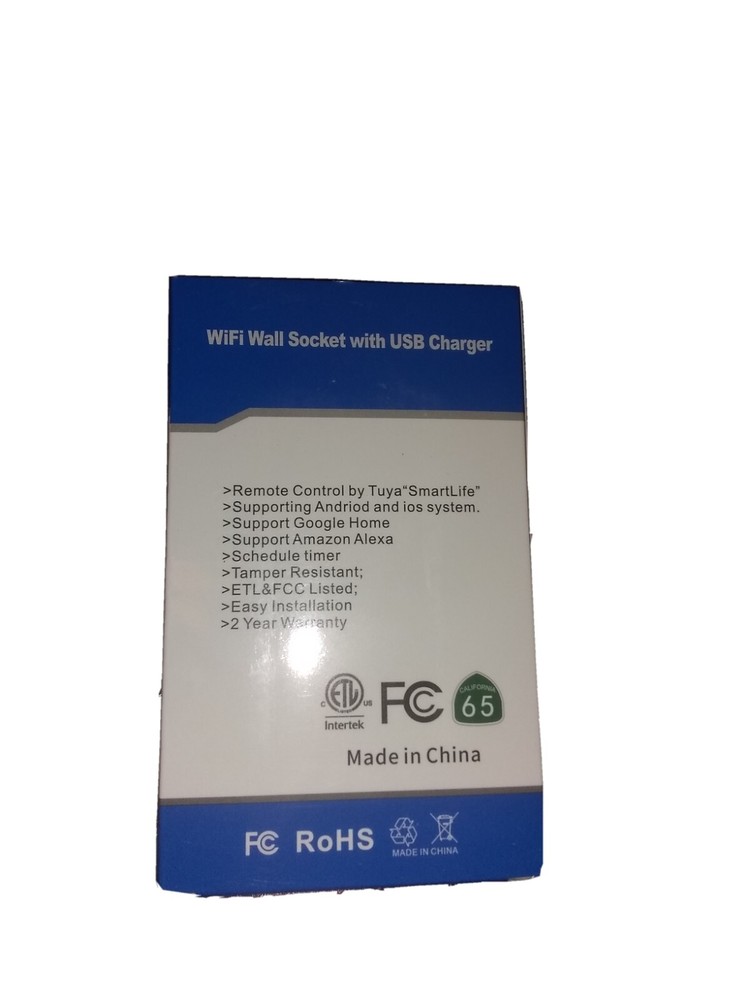 WiFi Wall Socket with USB Charger
>Remote Control by Tuya“SmartLife”
>Supporting Andriod and ios system.
>Support Google Home
>Support Amazon Alexa
>Schedule timer
>Tamper Resistant;
>ETL&FCC Listed;
>Easy Installation
>2 Year Warranty
C ETL US FC CALIFORNIA
Intertek 65
Made in China
FC RoHS
MADE IN CHINA